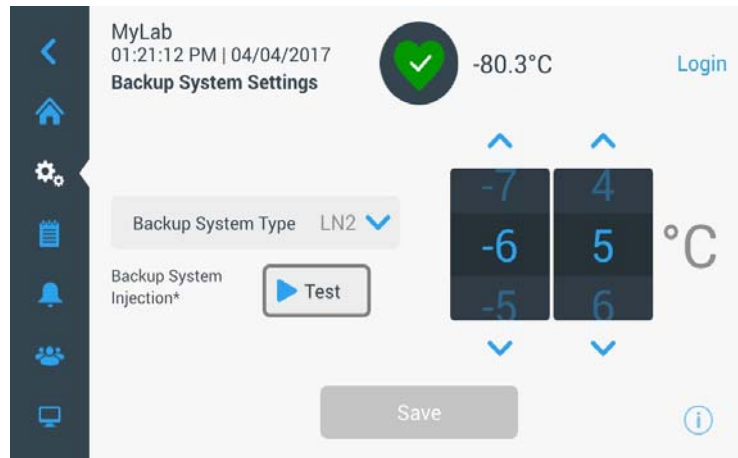 MyLab
01:21:12 PM | 04/04/2017
Backup System Settings
-80.3°C
Login
Backup System Type LN2
Backup System
Injection*
Test
-7 4
-6 5
-5 6
°C
Save
i